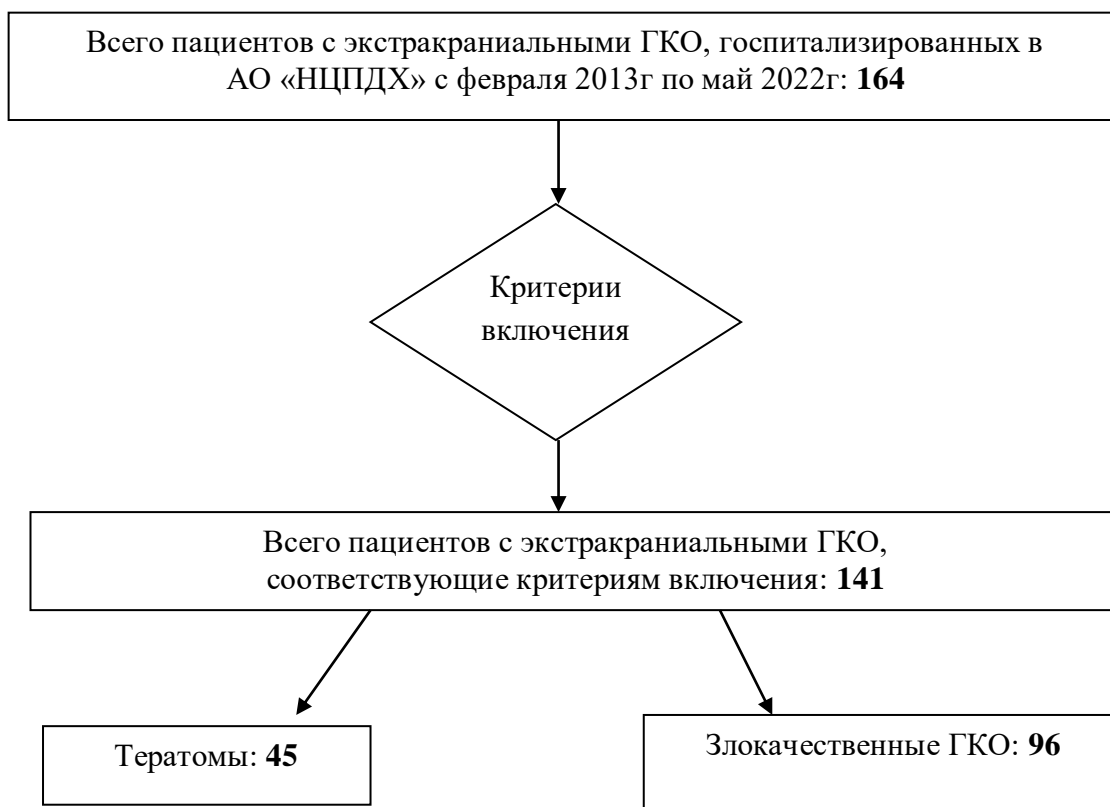 Всего пациентов с экстракраниальными ГКО, госпитализированных в
АО «НЦПДХ» с февраля 2013г по май 2022г: 164
Критерии
включения
Всего пациентов с экстракраниальными ГКО,
соответствующие критериям включения: 141
Тератомы: 45
Злокачественные ГКО: 96